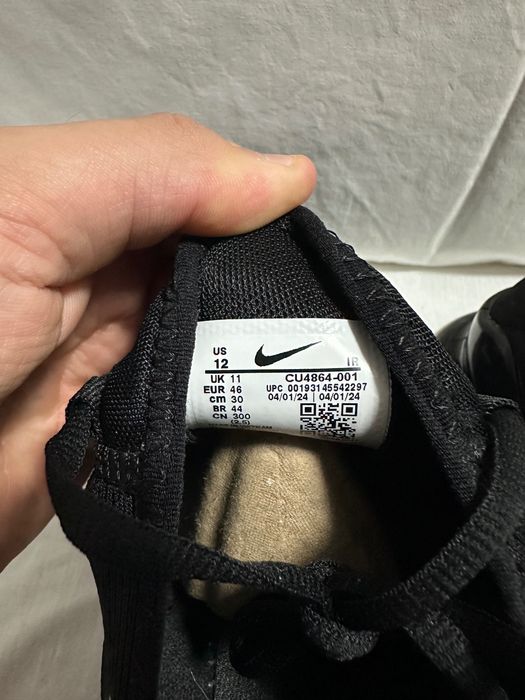 US
12
UK 11
EUR 46
cm 30
BR 44
CN 300
(2.5)
IR
CU4864-001
UPC 00193145542297
04/01/24 | 04/01/24